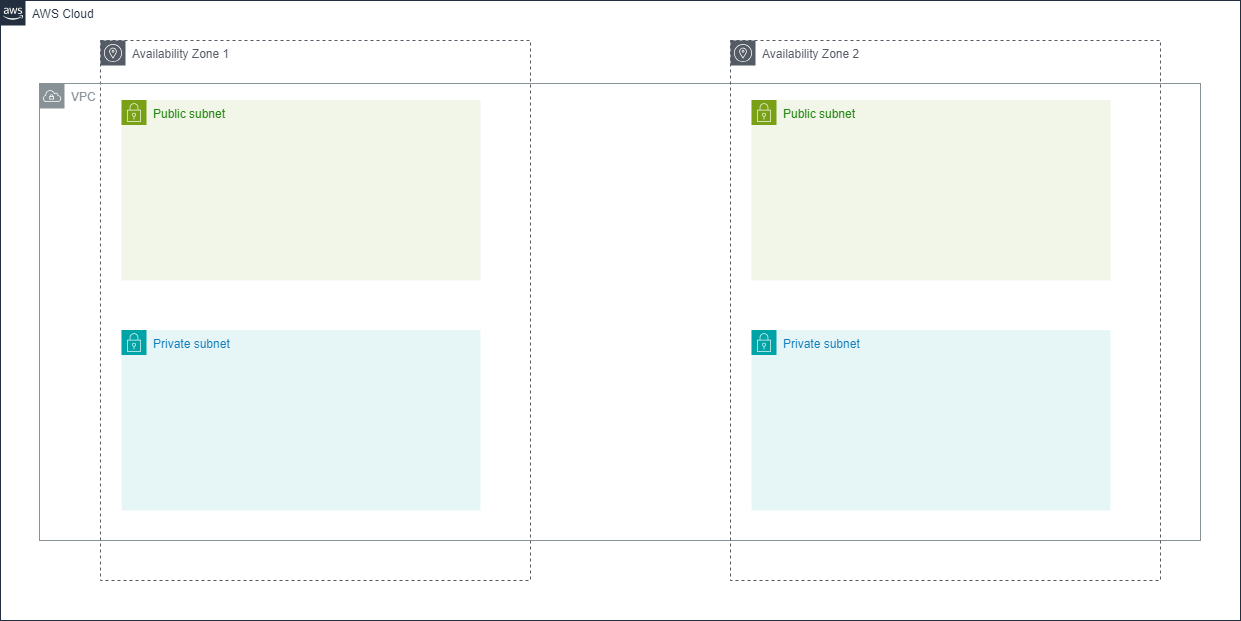 aws
AWS Cloud
Availability Zone 1
Availability Zone 2
VPC
Public subnet
Public subnet
Private subnet
Private subnet